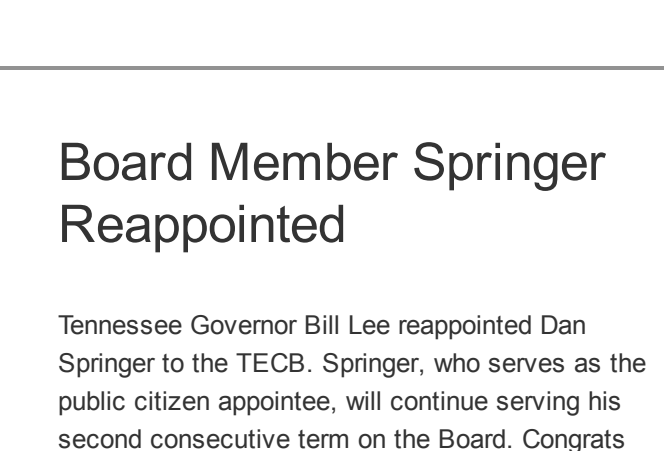 Board Member Springer
Reappointed
Tennessee Governor Bill Lee reappointed Dan
Springer to the TECB. Springer, who serves as the
public citizen appointee, will continue serving his
second consecutive term on the Board. Congrats